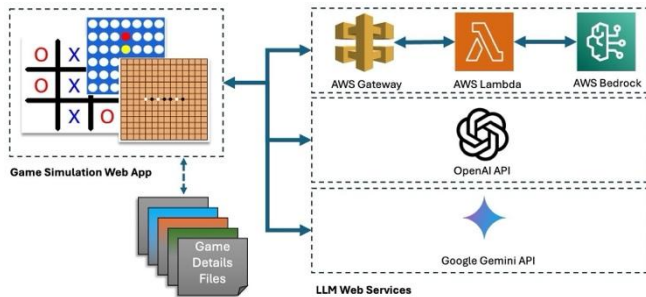 O X
O X
X O
Game Simulation Web App
Game
Details
Files
AWS Gateway
AWS Lambda
AWS Bedrock
OpenAI API
Google Gemini API
LLM Web Services